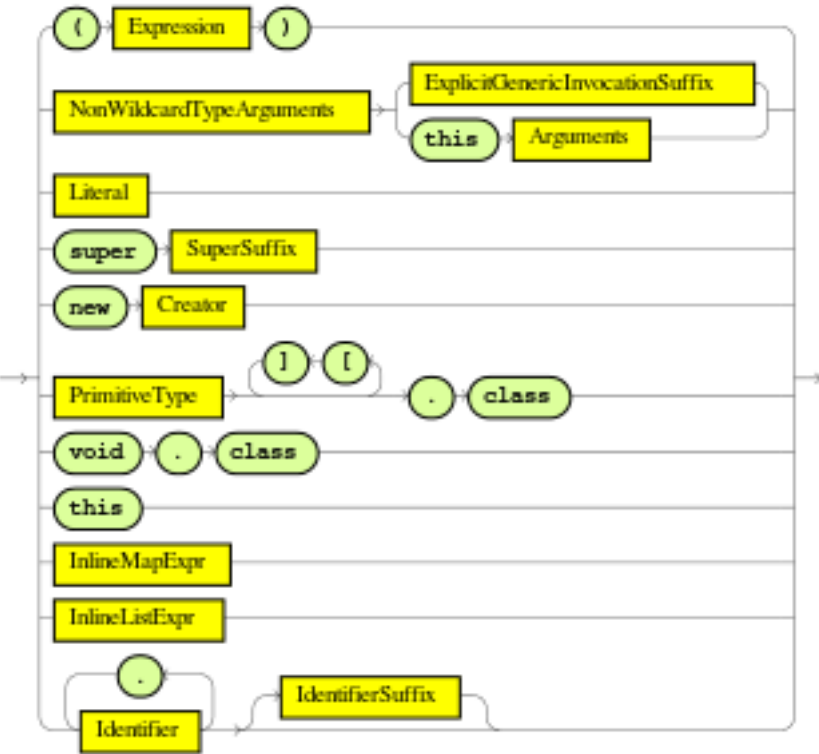 ( Expression )
NonWildcardTypeArguments
ExplicitGenericInvocationSuffix
this Arguments
Literal
super SuperSuffix
new Creator
] [
PrimitiveType . class
void . class
this
InlineMapExpr
InlineListExpr
.
Identifier
IdentifierSuffix